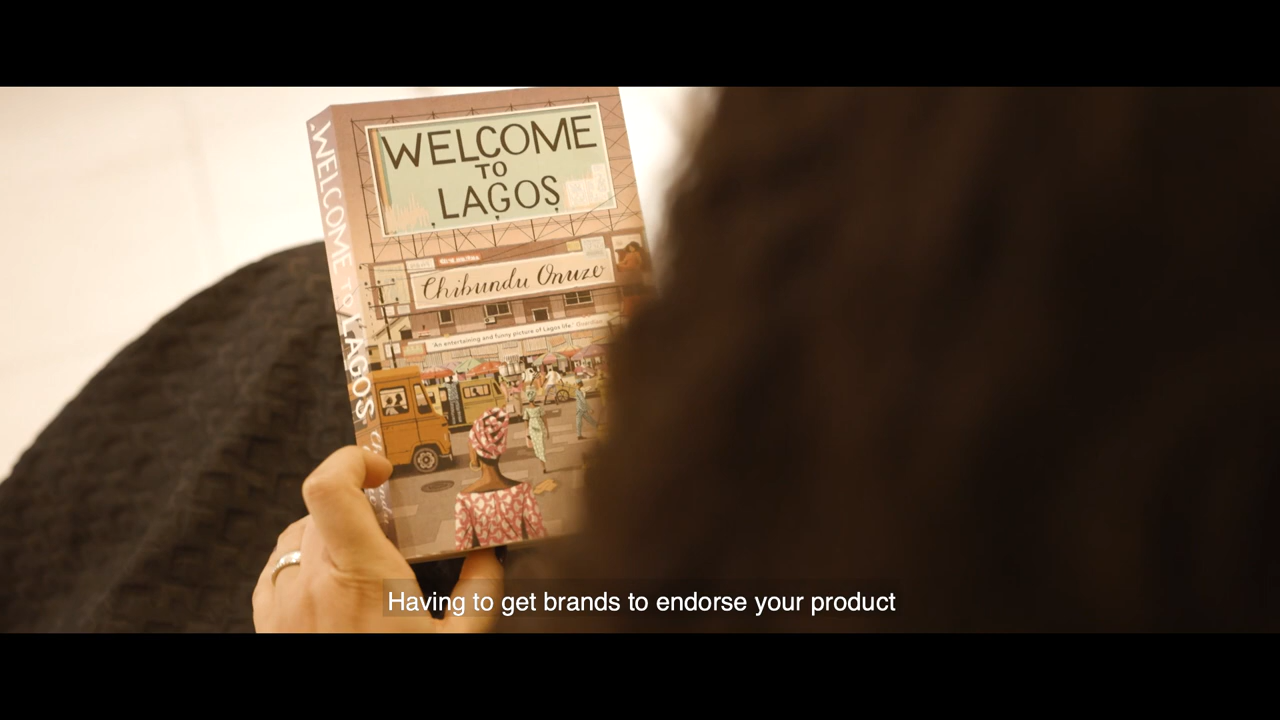 WELCOME
TO
LAGOS
Chibundu Onuzo
'An entertaining and funny picture of Lagos life.' Guardian
WELCOME TO LAGOS
Having to get brands to endorse your product